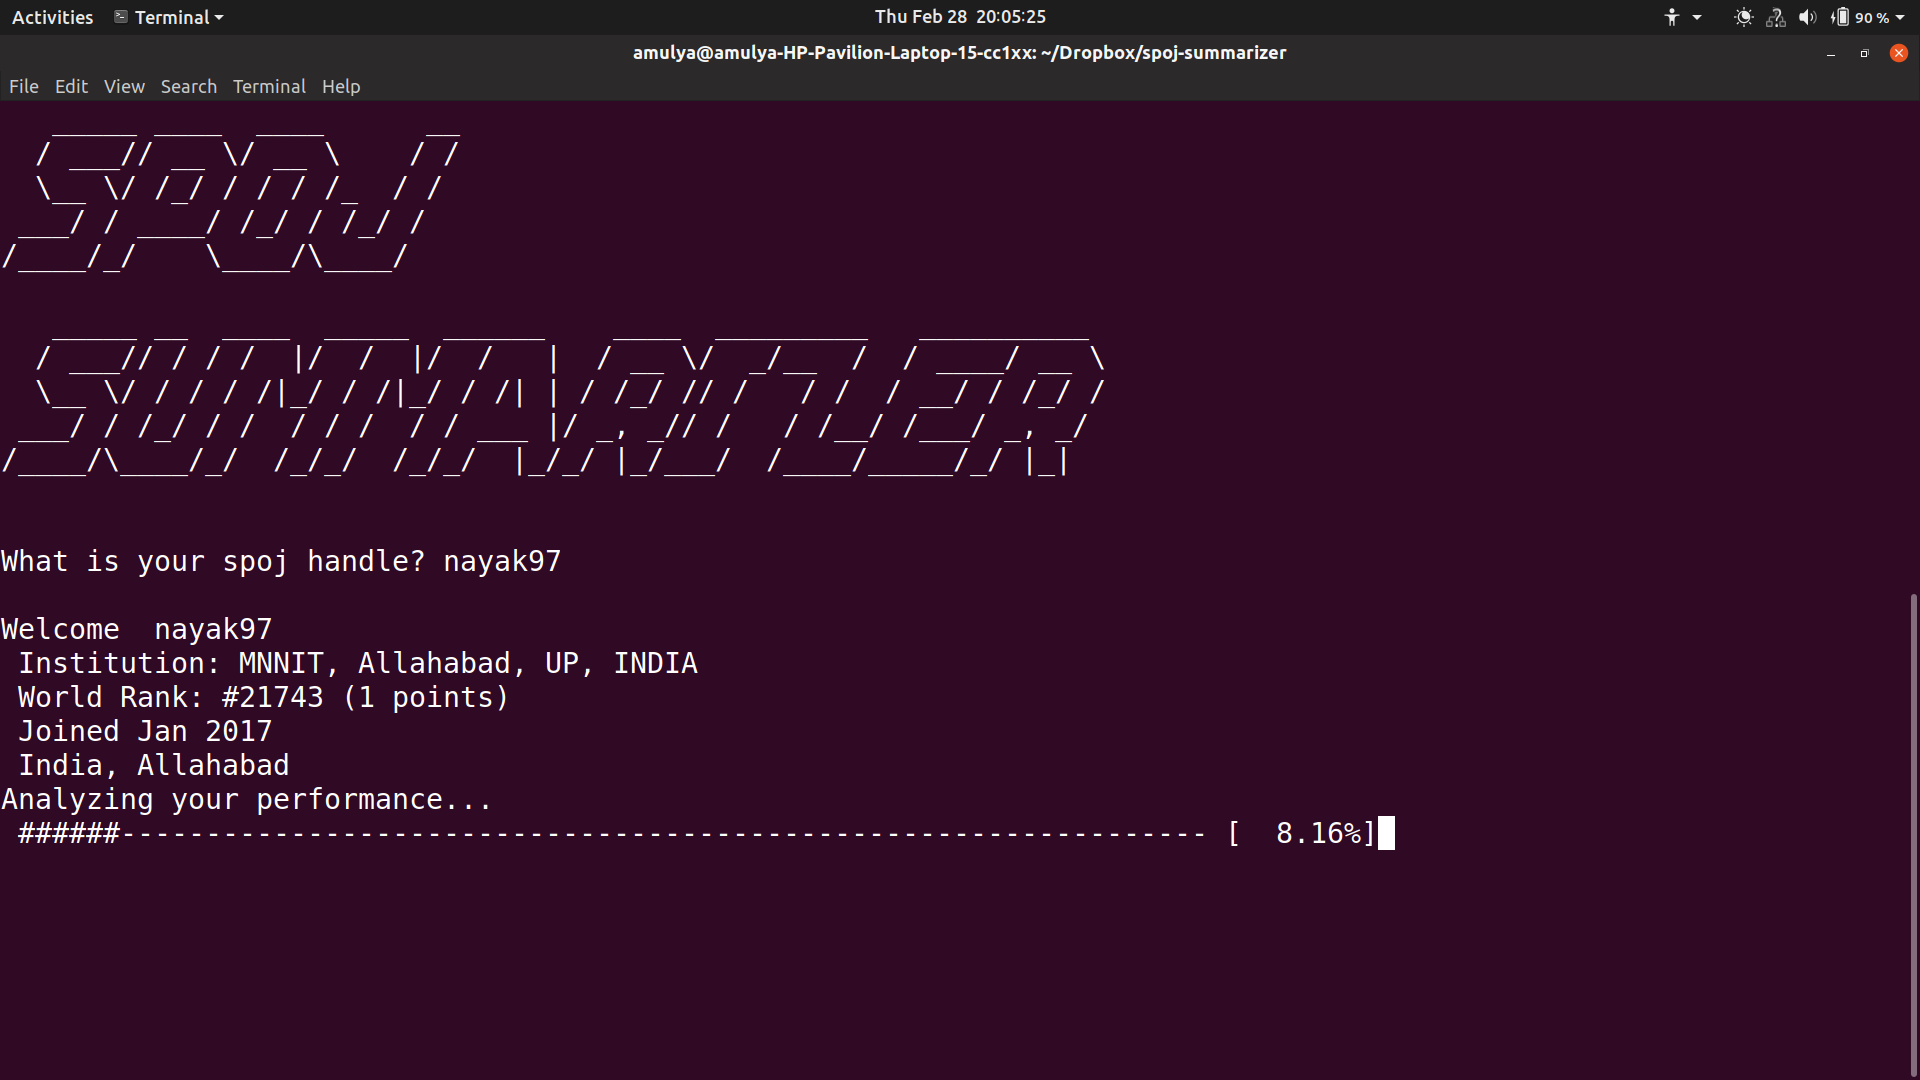 Activities Terminal Thu Feb 28 20:05:25 90 %
amulya@amulya-HP-Pavilion-Laptop-15-cc1xx: ~/Dropbox/spoj-summarizer
File Edit View Search Terminal Help
SPOJ
SUMMARIZER
What is your spoj handle? nayak97
Welcome  nayak97
Institution: MNNIT, Allahabad, UP, INDIA
World Rank: #21743 (1 points)
Joined Jan 2017
India, Allahabad
Analyzing your performance...
######---------------------------------------------------------------- [  8.16%]